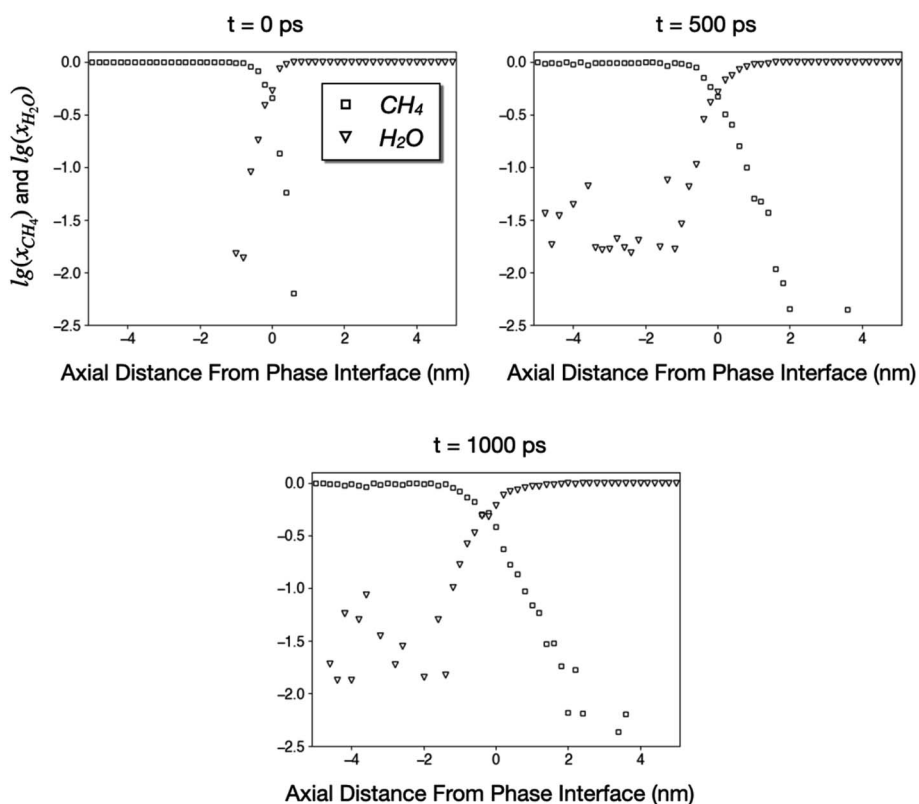 t = 0 ps
t = 500 ps
lg(x_{CH_4}) and lg(x_{H_2O})
0.0
−0.5
−1.0
−1.5
−2.0
−2.5
CH₄
H₂O
−4 −2 0 2 4
Axial Distance From Phase Interface (nm)
0.0
−0.5
−1.0
−1.5
−2.0
−2.5
−4 −2 0 2 4
Axial Distance From Phase Interface (nm)
t = 1000 ps
0.0
−0.5
−1.0
−1.5
−2.0
−2.5
−4 −2 0 2 4
Axial Distance From Phase Interface (nm)